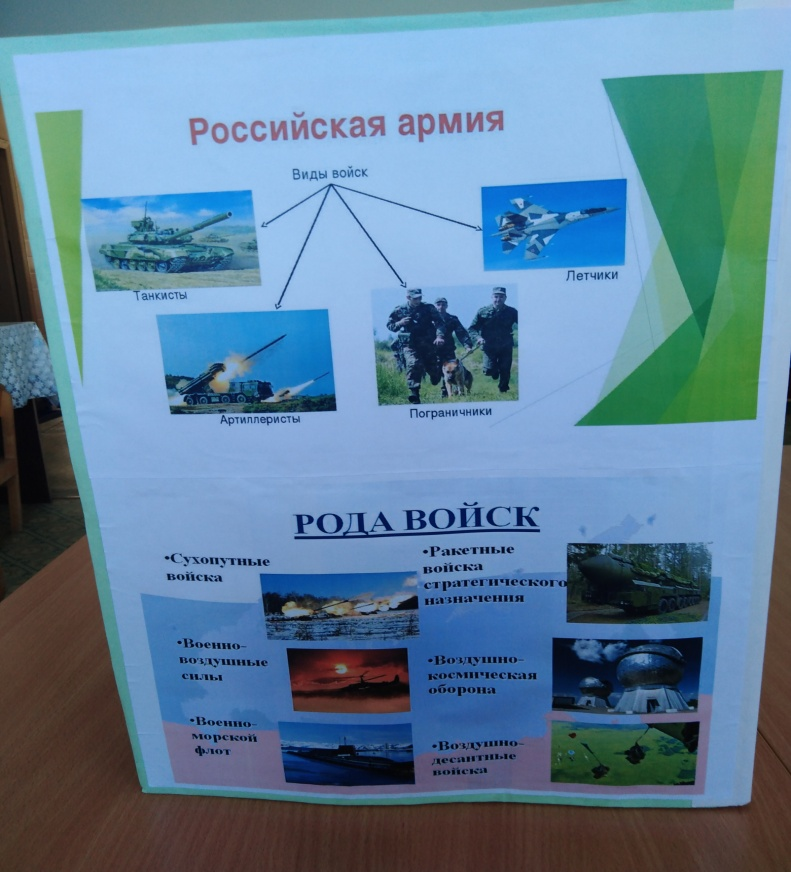 Российская армия
Виды войск
Танкисты
Летчики
Артиллеристы
Пограничники
РОДА ВОЙСК
•Сухопутные
войска
•Ракетные
войска
стратегического
назначения
•Военно-
воздушные
силы
•Воздушно-
космическая
оборона
•Военно-
морской
флот
•Воздушно-
десантные
войска